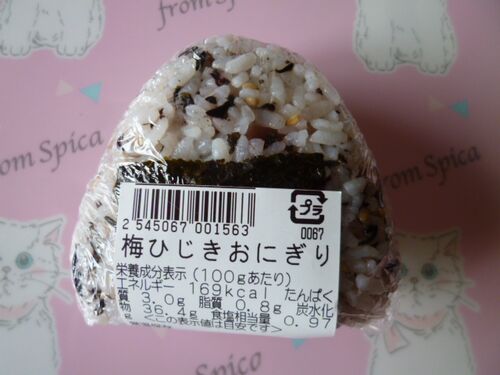 from Spica
from Spica
プラ
2 545067 001563
0067
梅ひじきおにぎり
栄養成分表示(100gあたり)
エネルギー 169kcal たんぱく
質 3.0g 脂質 0.8g 炭水化
物 36.4g 食塩相当量 0.97
g <この表示値は目安です>